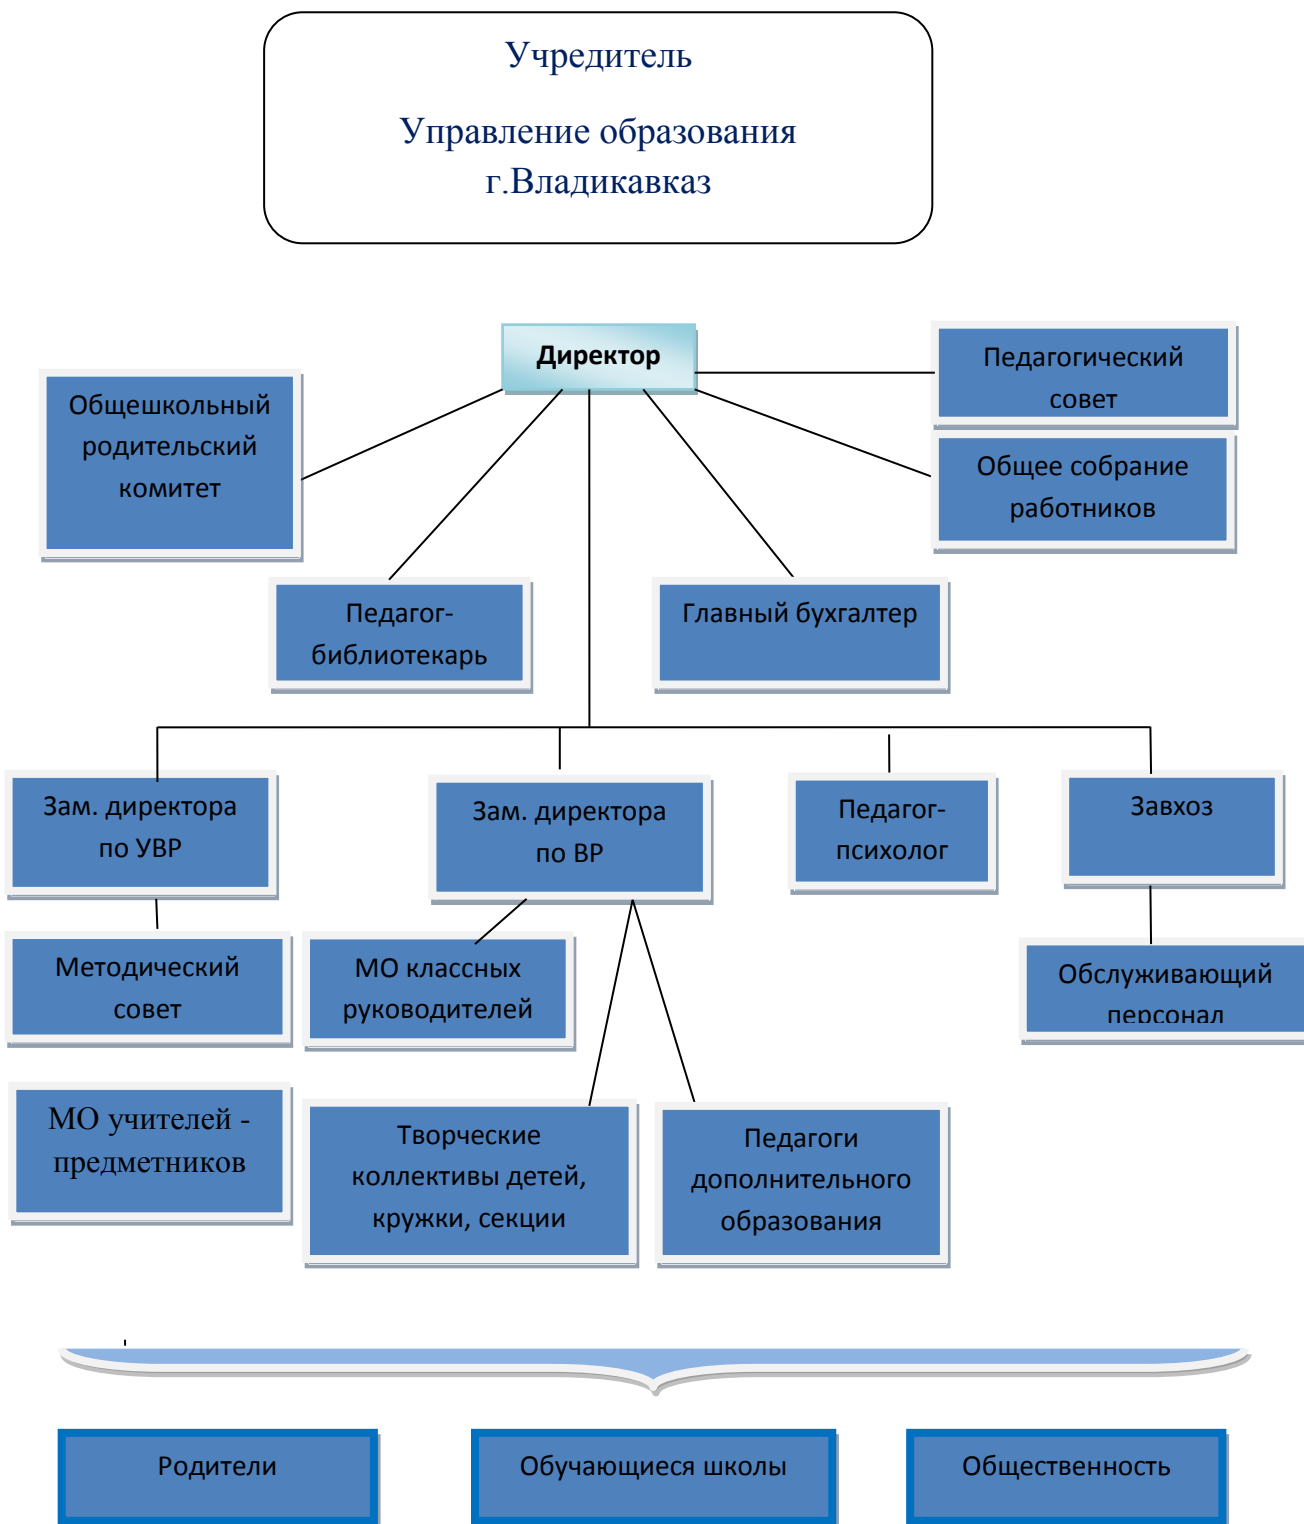 Учредитель
Управление образования
г.Владикавказ
Директор
Педагогический
совет
Общешкольный
родительский
комитет
Общее собрание
работников
Педагог-
библиотекарь
Главный бухгалтер
Зам. директора
по УВР
Зам. директора
по ВР
Педагог-
психолог
Завхоз
Методический
совет
МО классных
руководителей
Обслуживающий
персонал
МО учителей -
предметников
Творческие
коллективы детей,
кружки, секции
Педагоги
дополнительного
образования
Родители
Обучающиеся школы
Общественность